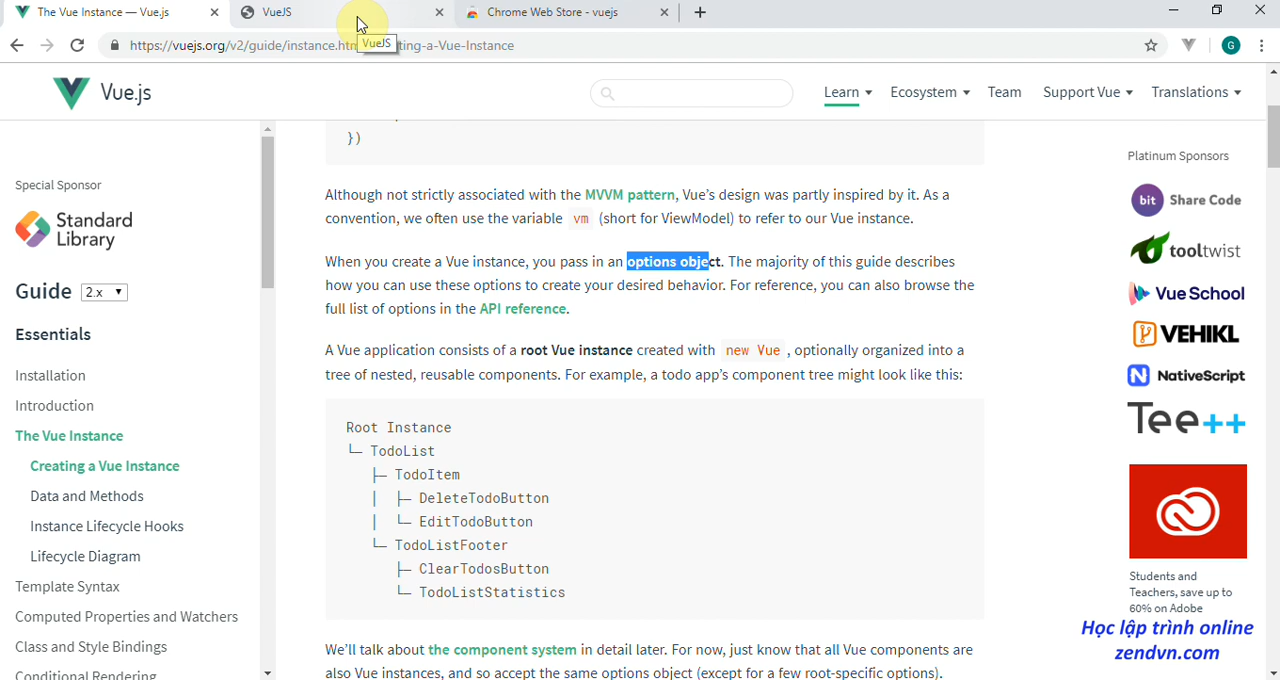 The Vue Instance — Vue.js
VueJS
Chrome Web Store - vuejs
https://vuejs.org/v2/guide/instance.htm
ting-a-Vue-Instance
VueJS
G
Vue.js
Learn
Ecosystem
Team
Support Vue
Translations
})
Special Sponsor
Standard
Library
Guide 2.x
Essentials
Installation
Introduction
The Vue Instance
Creating a Vue Instance
Data and Methods
Instance Lifecycle Hooks
Lifecycle Diagram
Template Syntax
Computed Properties and Watchers
Class and Style Bindings
Conditional Rendering
Although not strictly associated with the MVVM pattern, Vue's design was partly inspired by it. As a
convention, we often use the variable vm (short for ViewModel) to refer to our Vue instance.
When you create a Vue instance, you pass in an options object. The majority of this guide describes
how you can use these options to create your desired behavior. For reference, you can also browse the
full list of options in the API reference.
A Vue application consists of a root Vue instance created with new Vue , optionally organized into a
tree of nested, reusable components. For example, a todo app's component tree might look like this:
Root Instance
└─ TodoList
├─ TodoItem
│ ├─ DeleteTodoButton
│ └─ EditTodoButton
└─ TodoListFooter
├─ ClearTodosButton
└─ TodoListStatistics
We'll talk about the component system in detail later. For now, just know that all Vue components are
also Vue instances, and so accept the same options object (except for a few root-specific options).
Platinum Sponsors
bit Share Code
tooltwist
Vue School
VEHIKL
NativeScript
Tee++
Students and
Teachers, save up to
60% on Adobe
Học lập trình online
zendvn.com